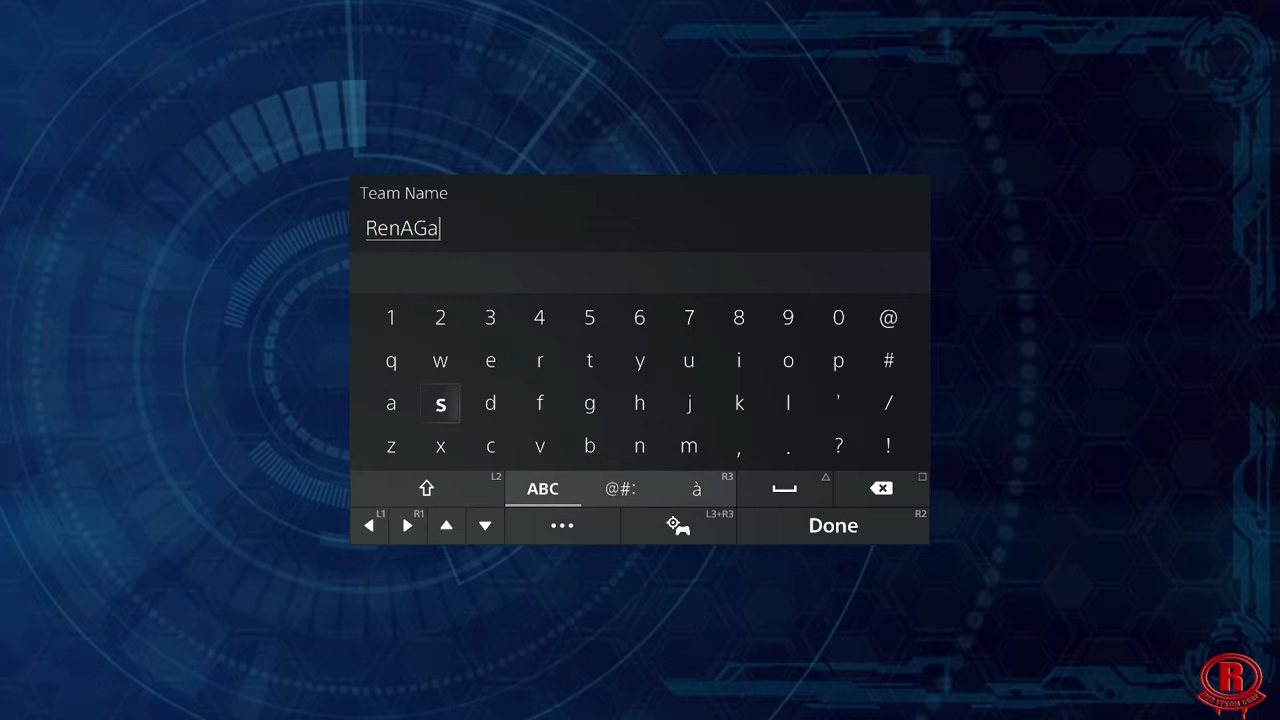 Team Name
RenAGa
1 2 3 4 5 6 7 8 9 0 @
q w e r t y u i o p #
a s d f g h j k l ' /
z x c v b n m , . ? !
L2 ABC @#: à R3 △ □
L1 R1 ••• L3+R3 Done R2
R